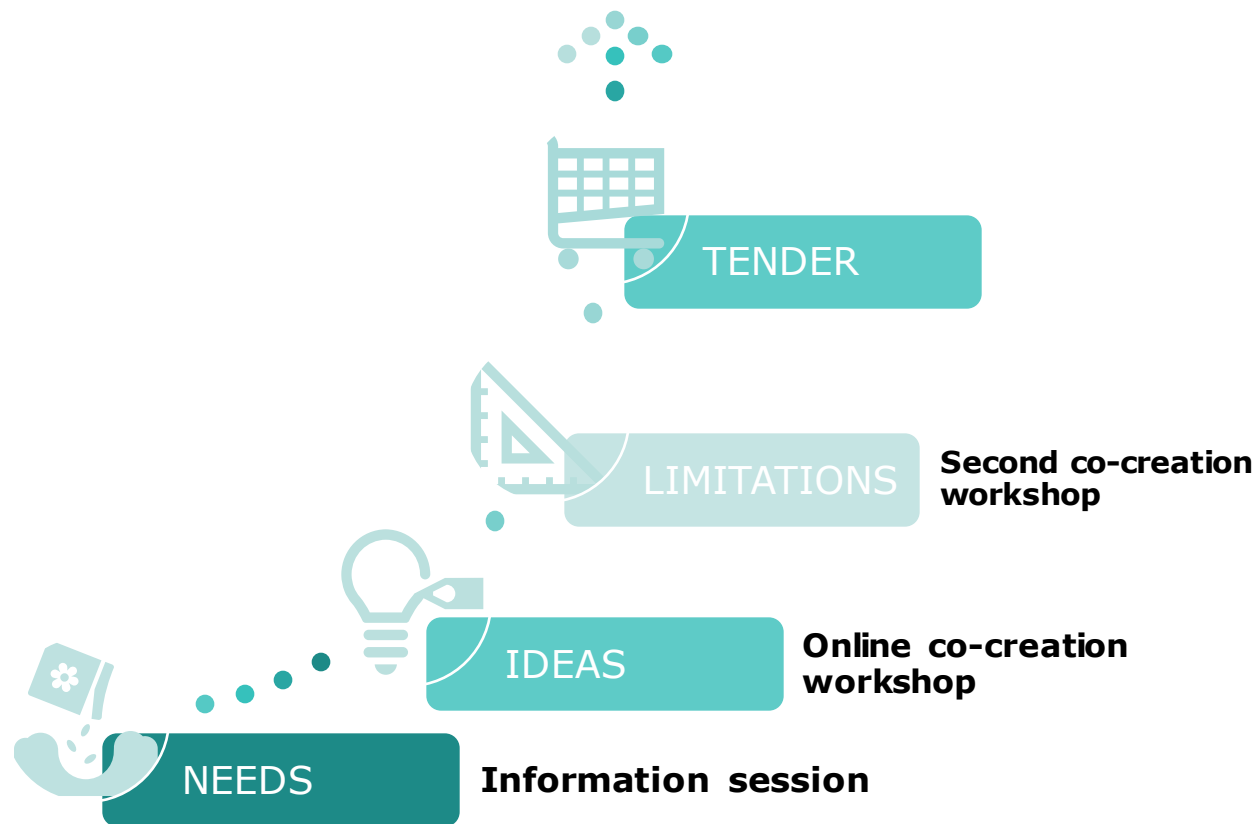 TENDER
LIMITATIONS
Second co-creation
workshop
IDEAS
Online co-creation
workshop
NEEDS
Information session